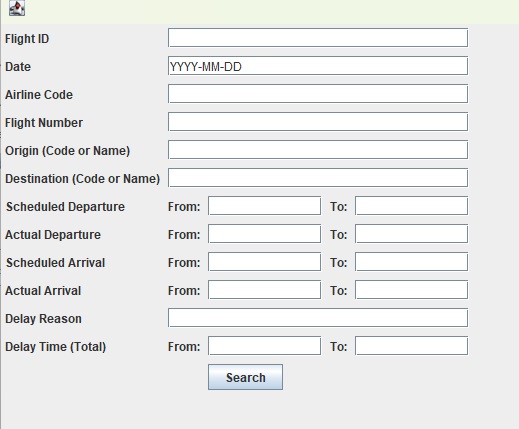 Flight ID
Date YYYY-MM-DD
Airline Code
Flight Number
Origin (Code or Name)
Destination (Code or Name)
Scheduled Departure From: To:
Actual Departure From: To:
Scheduled Arrival From: To:
Actual Arrival From: To:
Delay Reason
Delay Time (Total) From: To:
Search